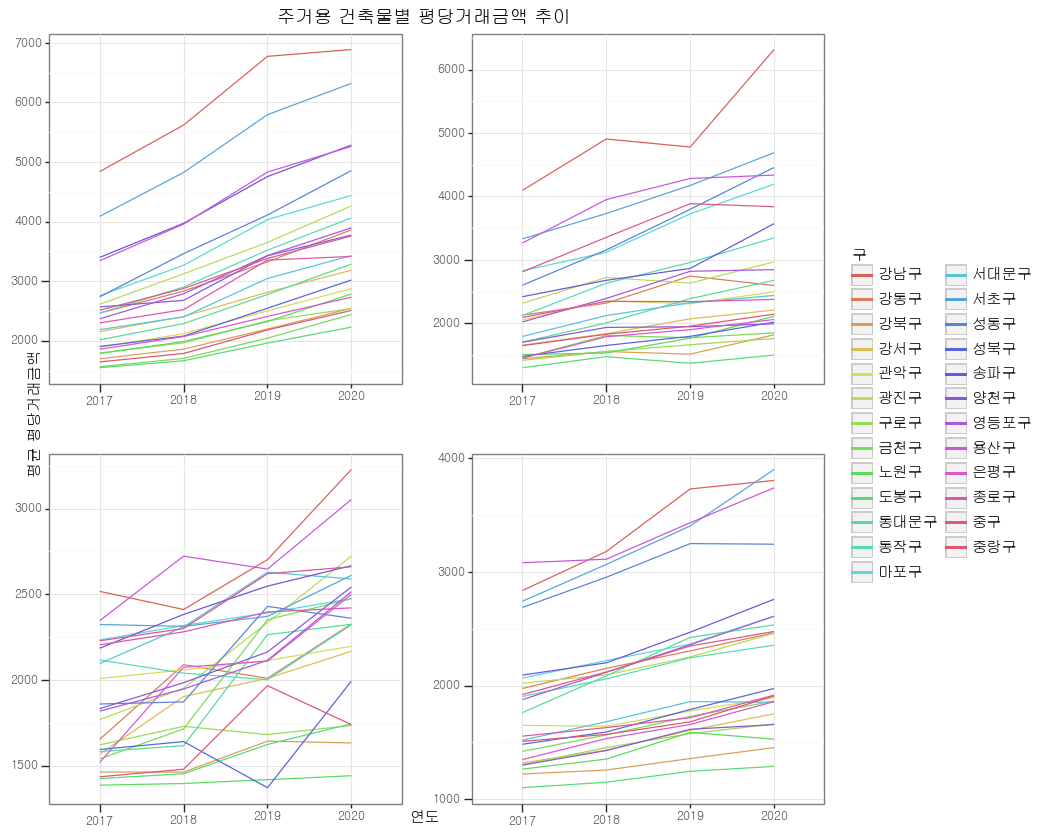 주거용 건축물별 평당거래금액 추이
7000
6000
5000
4000
3000
2000
2017 2018 2019 2020
6000
5000
4000
3000
2000
2017 2018 2019 2020
평균 평당거래금액
3000
2500
2000
1500
2017 2018 2019 2020
4000
3000
2000
1000
2017 2018 2019 2020
연도
구
강남구
강동구
강북구
강서구
관악구
광진구
구로구
금천구
노원구
도봉구
동대문구
동작구
마포구
서대문구
서초구
성동구
성북구
송파구
양천구
영등포구
용산구
은평구
종로구
중구
중랑구